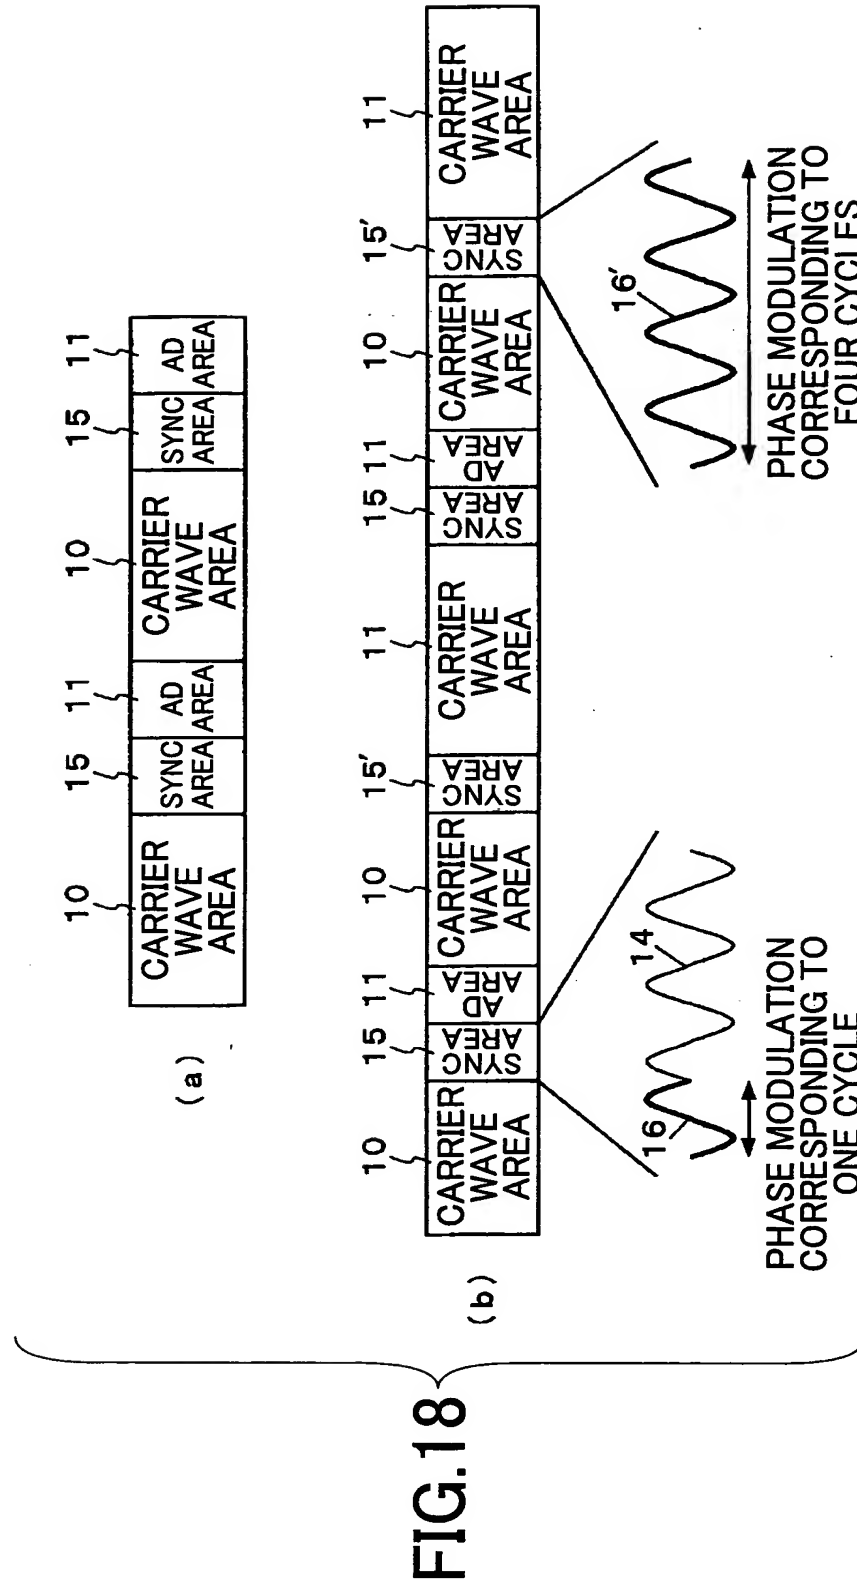 FIG.18
(a)
10
15
11
10
15
11
CARRIER
WAVE
AREA
SYNC
AREA
AD
AREA
CARRIER
WAVE
AREA
SYNC
AREA
AD
AREA
(b)
10
15
11
10
15'
11
15
11
10
15'
11
CARRIER
WAVE
AREA
SYNC
AREA
AD
AREA
CARRIER
WAVE
AREA
SYNC
AREA
CARRIER
WAVE
AREA
SYNC
AREA
AD
AREA
CARRIER
WAVE
AREA
SYNC
AREA
CARRIER
WAVE
AREA
16
14
PHASE MODULATION
CORRESPONDING TO
ONE CYCLE
16'
PHASE MODULATION
CORRESPONDING TO
FOUR CYCLES